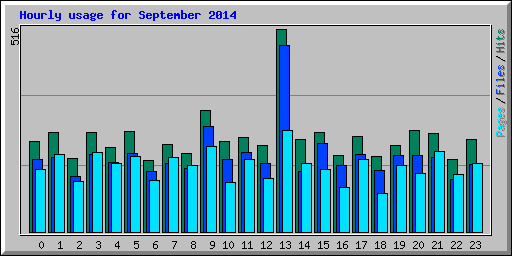 Hourly usage for September 2014
516
Pages / Files / Hits
0 1 2 3 4 5 6 7 8 9 10 11 12 13 14 15 16 17 18 19 20 21 22 23